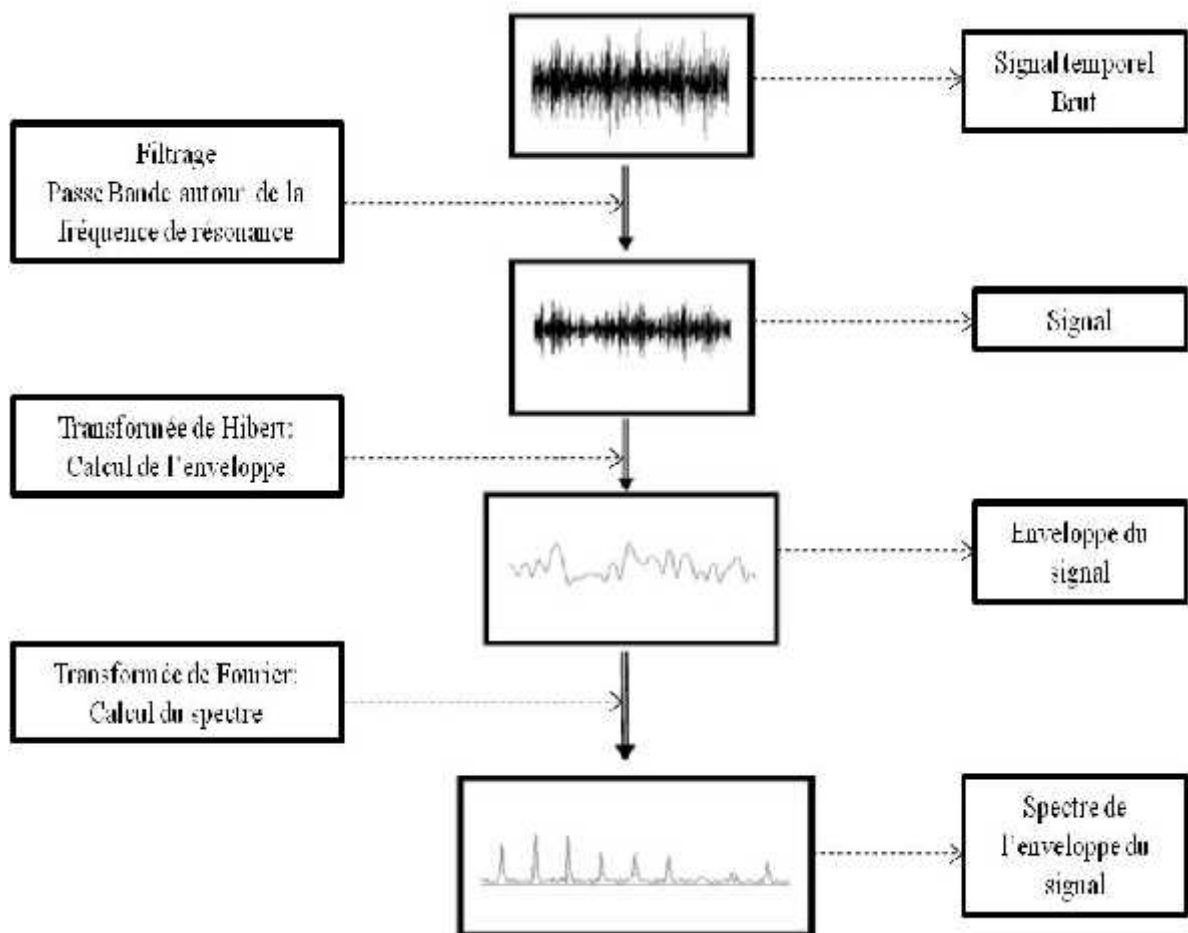 Signal temporel
Brut
Filtrage
Passe Bande autour de la
fréquence de résonance
Signal
Transformée de Hibert:
Calcul de l'enveloppe
Enveloppe du
signal
Transformée de Fourier:
Calcul du spectre
Spectre de
l'enveloppe du
signal